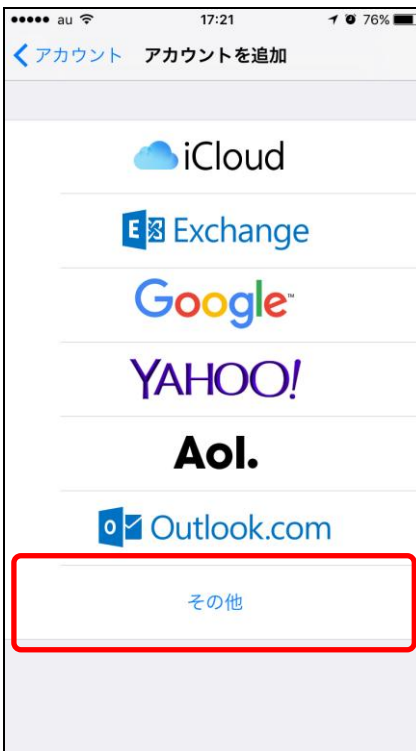 au 17:21 76%
アカウント アカウントを追加
iCloud
Exchange
Google™
YAHOO!
Aol.
Outlook.com
その他